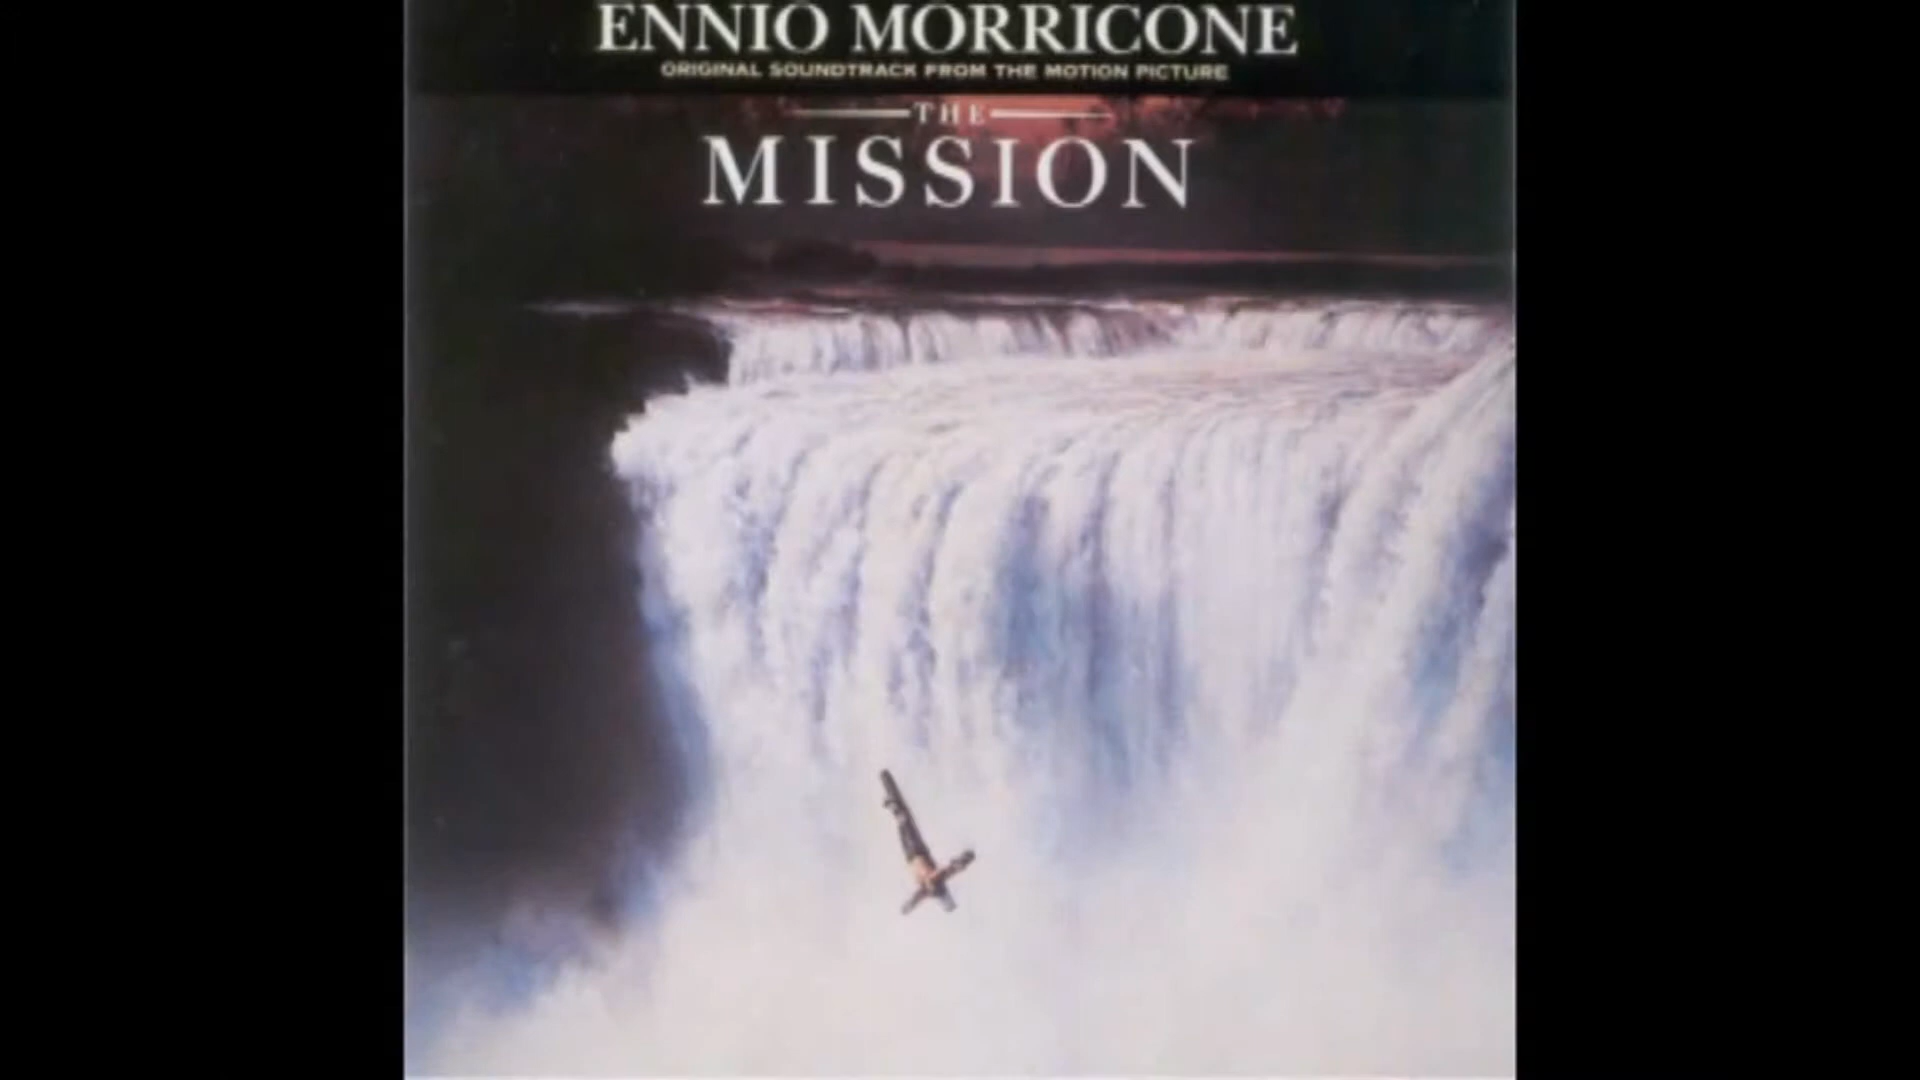 ENNIO MORRICONE
ORIGINAL SOUNDTRACK FROM THE MOTION PICTURE
THE
MISSION